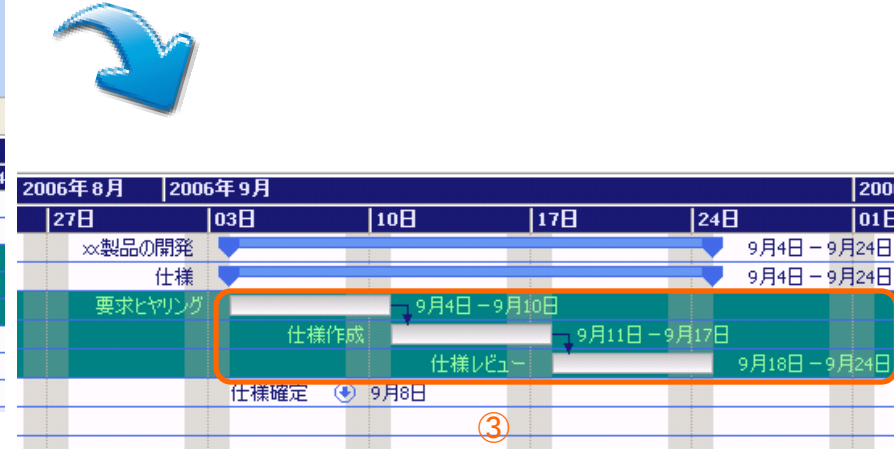 2006年8月 2006年9月 200
27日 03日 10日 17日 24日 01日
xx製品の開発 9月4日－9月24日
仕様 9月4日－9月24日
要求ヒヤリング 9月4日－9月10日
仕様作成 9月11日－9月17日
仕様レビュー 9月18日－9月24日
仕様確定 9月8日
③